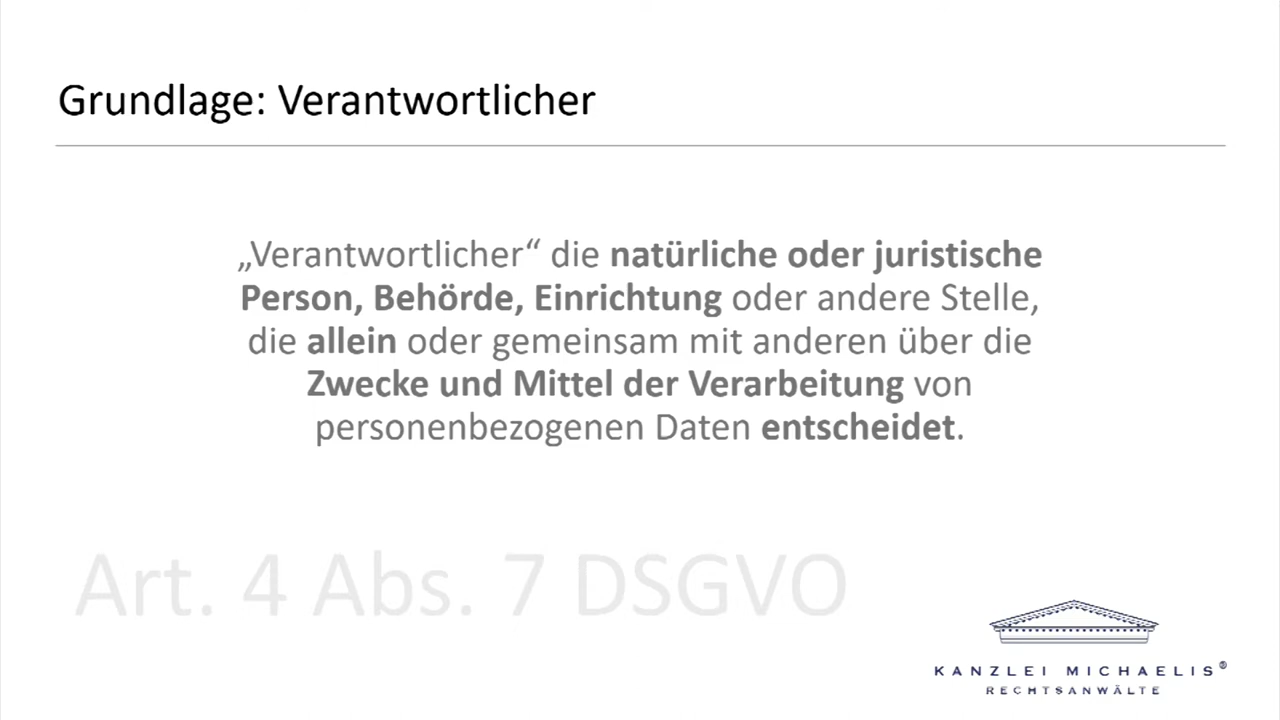 Grundlage: Verantwortlicher
„Verantwortlicher“ die natürliche oder juristische
Person, Behörde, Einrichtung oder andere Stelle,
die allein oder gemeinsam mit anderen über die
Zwecke und Mittel der Verarbeitung von
personenbezogenen Daten entscheidet.
Art. 4 Abs. 7 DSGVO
KANZLEI MICHAELIS®
RECHTSANWÄLTE